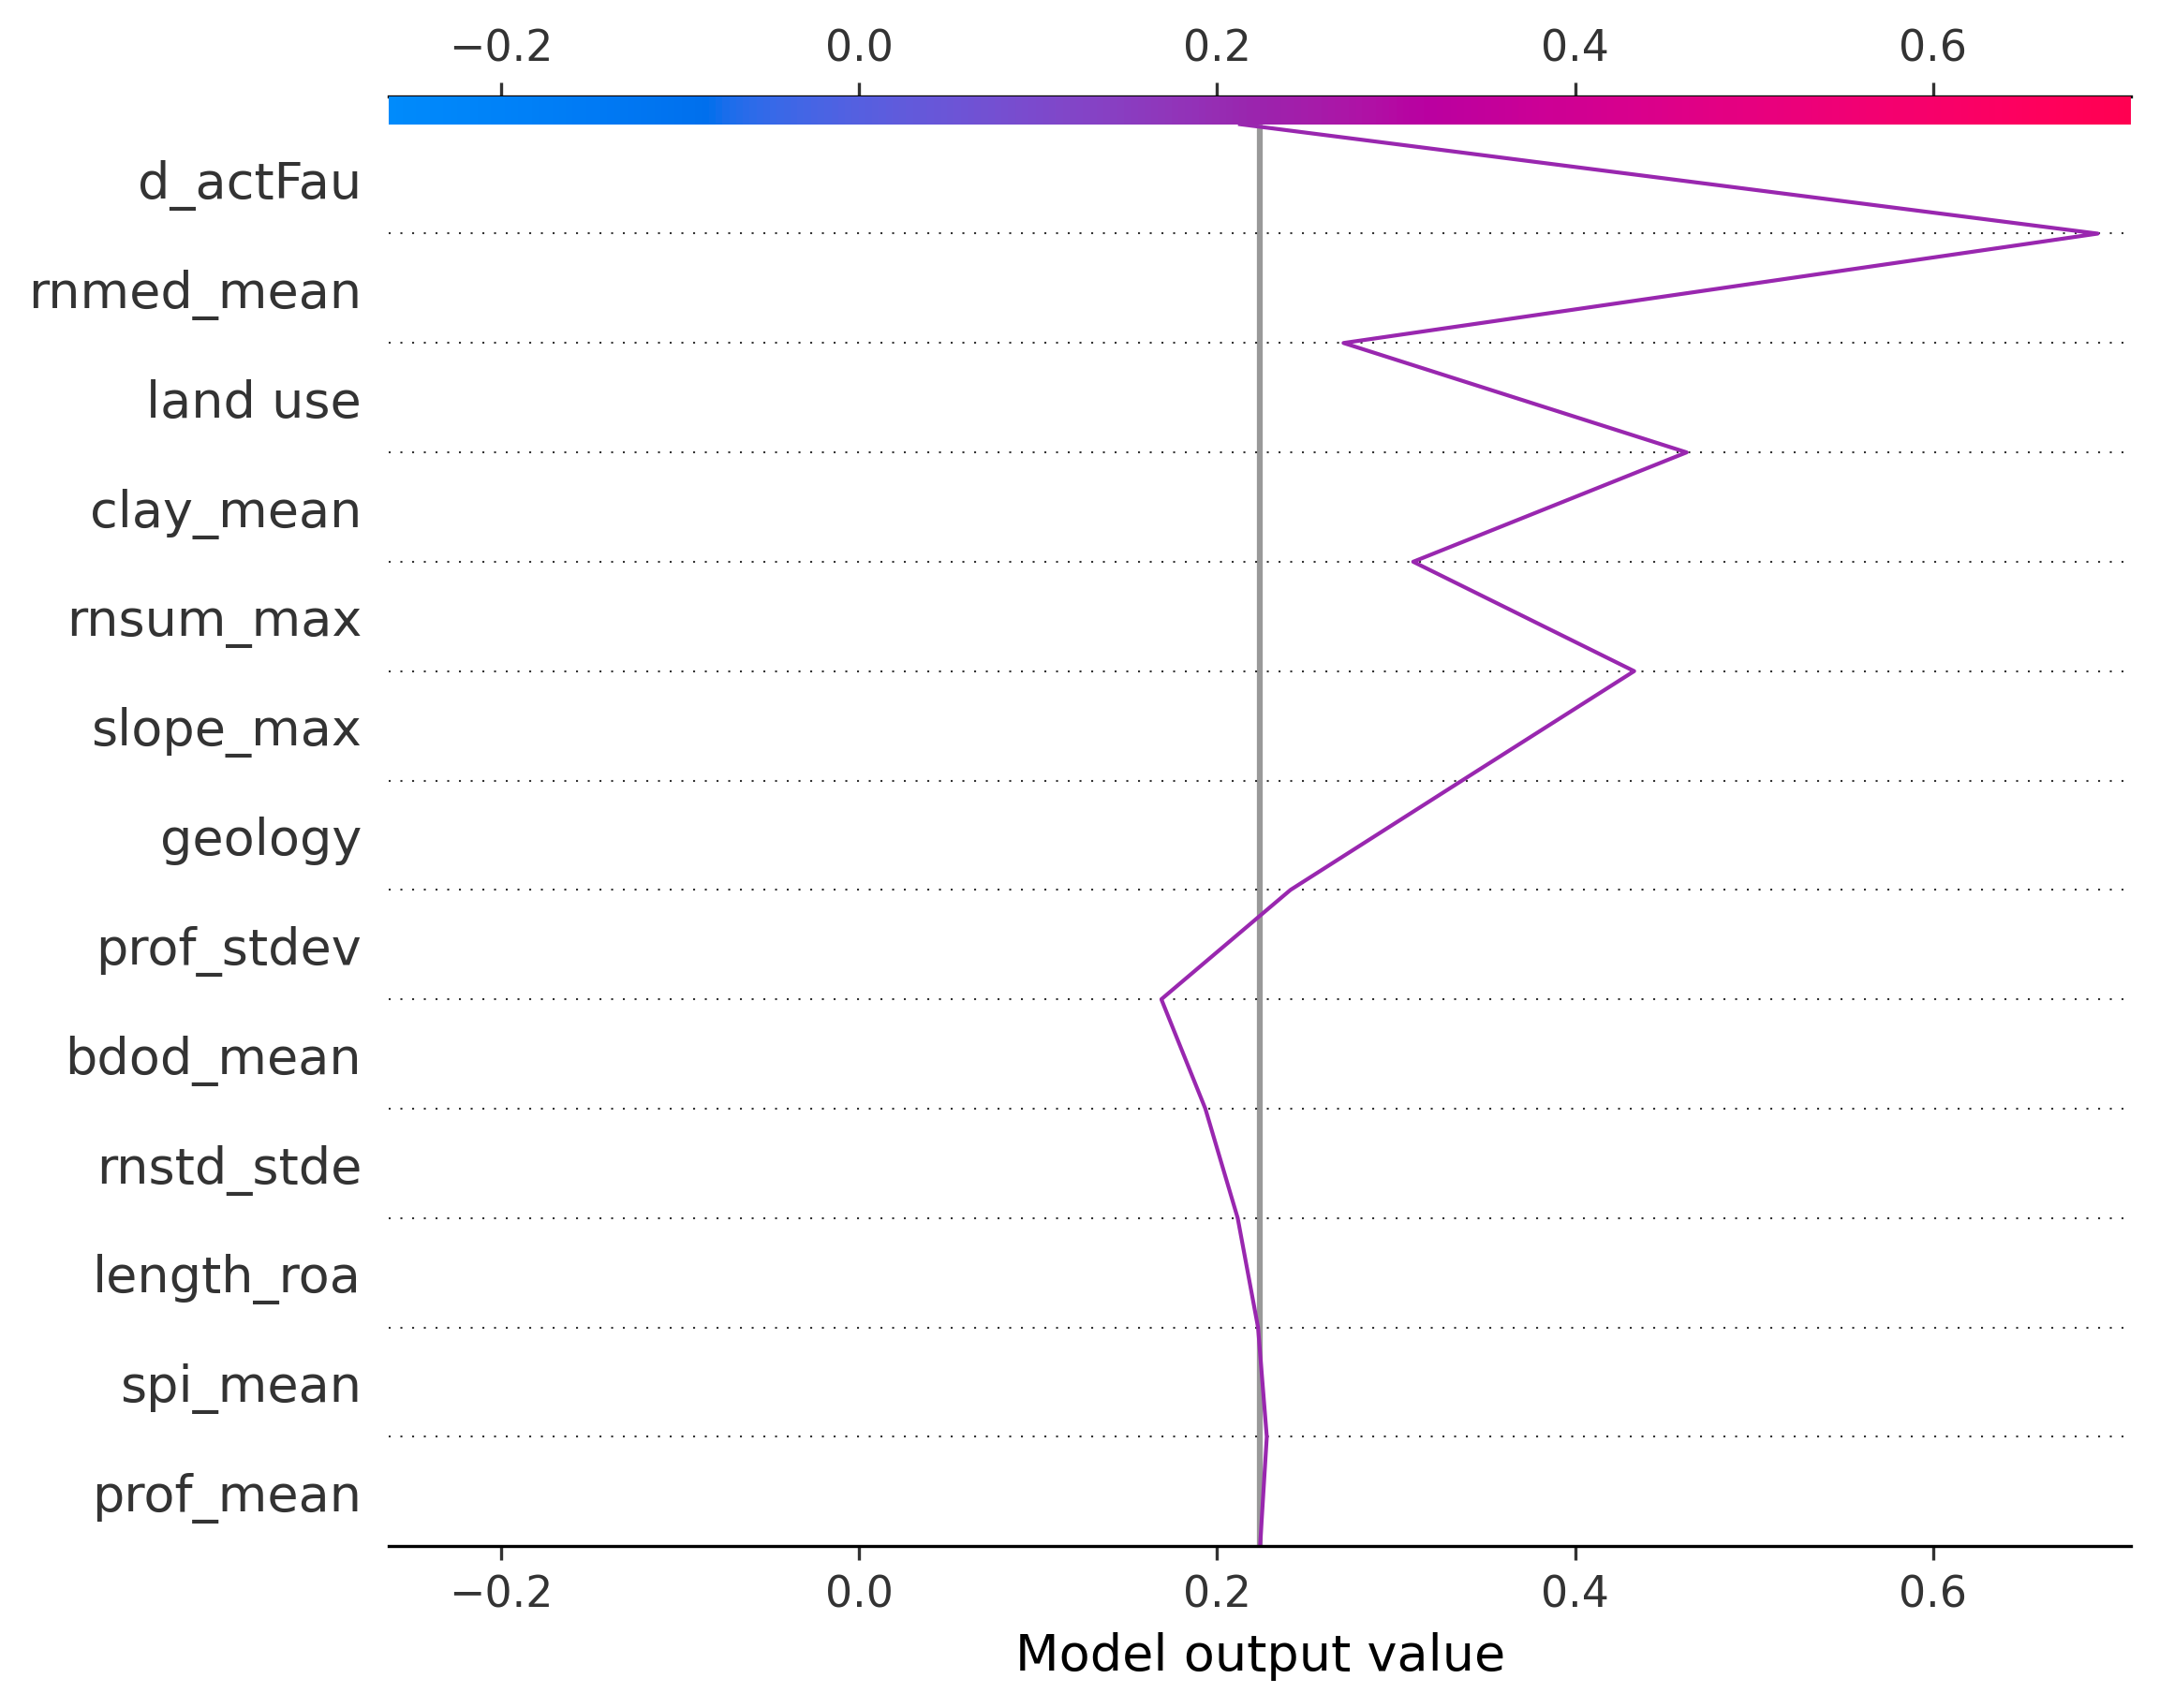 −0.2 0.0 0.2 0.4 0.6
d_actFau
rnmed_mean
land use
clay_mean
rnsum_max
slope_max
geology
prof_stdev
bdod_mean
rnstd_stde
length_roa
spi_mean
prof_mean
−0.2 0.0 0.2 0.4 0.6
Model output value